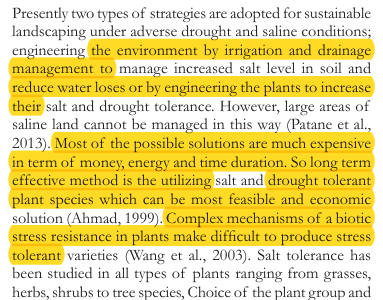 Presently two types of strategies are adopted for sustainable
landscaping under adverse drought and saline conditions;
engineering the environment by irrigation and drainage
management to manage increased salt level in soil and
reduce water loses or by engineering the plants to increase
their salt and drought tolerance. However, large areas of
saline land cannot be managed in this way (Patane et al.,
2013). Most of the possible solutions are much expensive
in term of money, energy and time duration. So long term
effective method is the utilizing salt and drought tolerant
plant species which can be most feasible and economic
solution (Ahmad, 1999). Complex mechanisms of a biotic
stress resistance in plants make difficult to produce stress
tolerant varieties (Wang et al., 2003). Salt tolerance has
been studied in all types of plants ranging from grasses,
herbs, shrubs to tree species, Choice of the plant group and